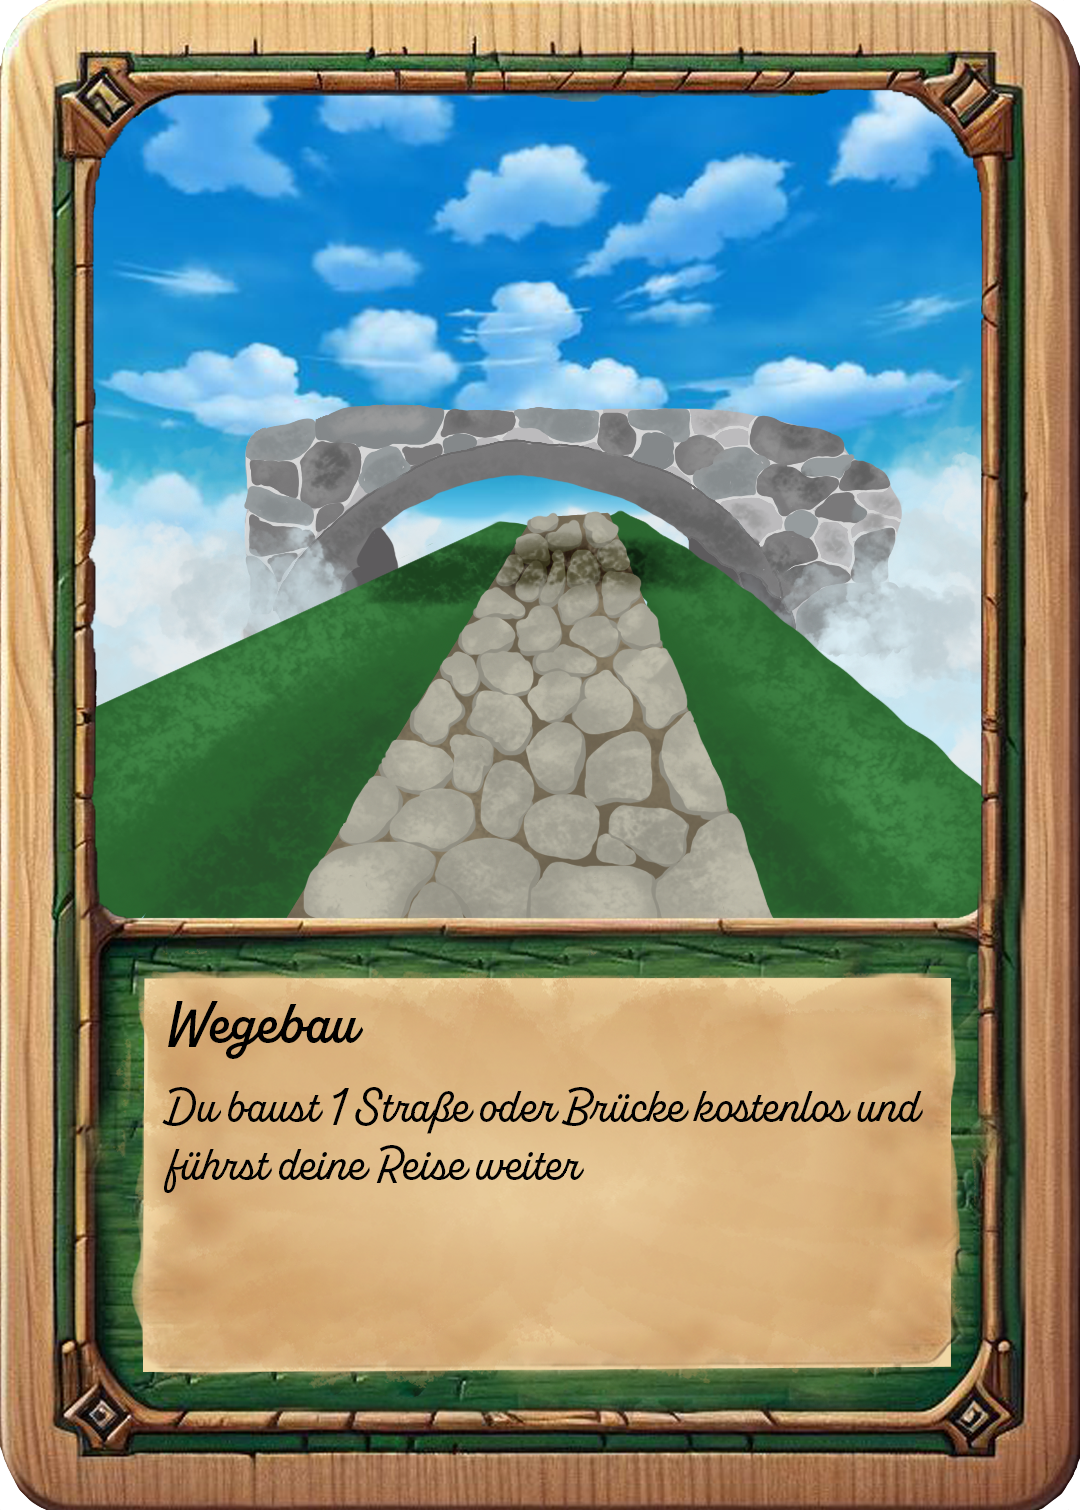 Wegebau
Du baust 1 Straße oder Brücke kostenlos und
führst deine Reise weiter